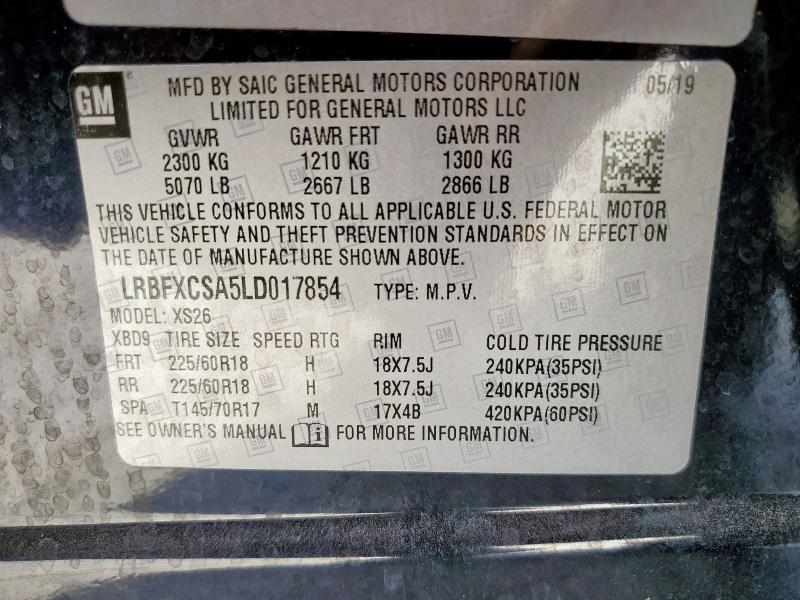 GM
MFD BY SAIC GENERAL MOTORS CORPORATION 05/19
LIMITED FOR GENERAL MOTORS LLC
GVWR GAWR FRT GAWR RR
2300 KG 1210 KG 1300 KG
5070 LB 2667 LB 2866 LB
THIS VEHICLE CONFORMS TO ALL APPLICABLE U.S. FEDERAL MOTOR
VEHICLE SAFETY AND THEFT PREVENTION STANDARDS IN EFFECT ON
THE DATE OF MANUFACTURE SHOWN ABOVE.
LRBFXCSA5LD017854 TYPE: M.P.V.
MODEL: XS26
XBD9 TIRE SIZE SPEED RTG RIM COLD TIRE PRESSURE
FRT 225/60R18 H 18X7.5J 240KPA(35PSI)
RR 225/60R18 H 18X7.5J 240KPA(35PSI)
SPA T145/70R17 M 17X4B 420KPA(60PSI)
SEE OWNER'S MANUAL FOR MORE INFORMATION.